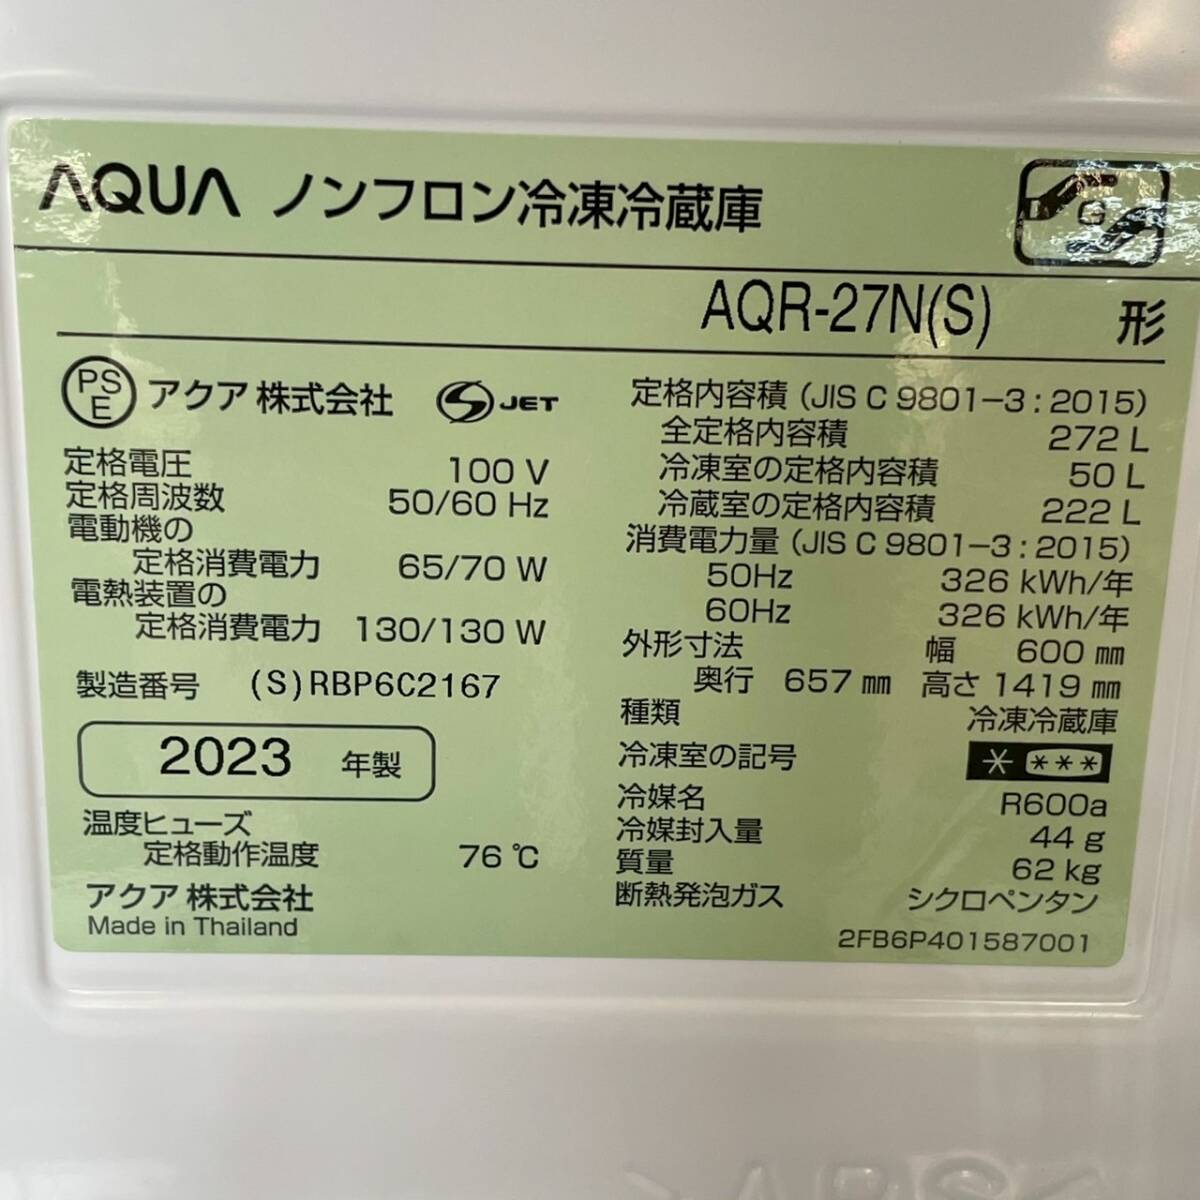 AQUA ノンフロン冷凍冷蔵庫
G
AQR-27N(S) 形
PS
E
アクア 株式会社
S JET
定格電圧 100 V
定格周波数 50/60 Hz
電動機の
定格消費電力 65/70 W
電熱装置の
定格消費電力 130/130 W
製造番号 (S)RBP6C2167
2023 年製
温度ヒューズ
定格動作温度 76 ℃
アクア 株式会社
Made in Thailand
定格内容積 (JIS C 9801-3 : 2015)
全定格内容積 272 L
冷凍室の定格内容積 50 L
冷蔵室の定格内容積 222 L
消費電力量 (JIS C 9801-3 : 2015)
50Hz 326 kWh/年
60Hz 326 kWh/年
外形寸法 幅 600 ㎜
奥行 657 ㎜ 高さ 1419 ㎜
種類 冷凍冷蔵庫
冷凍室の記号 * ***
冷媒名 R600a
冷媒封入量 44 g
質量 62 kg
断熱発泡ガス シクロペンタン
2FB6P401587001